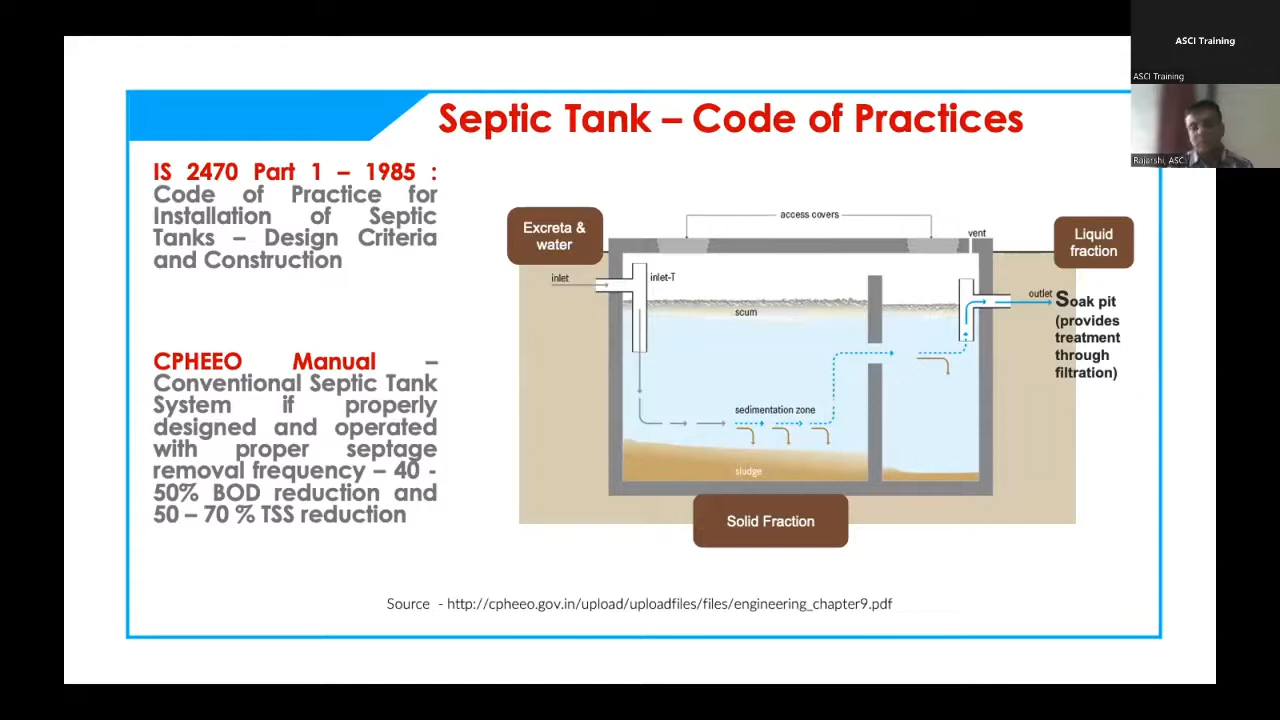 ASCI Training
ASCI Training
Rajarshi, ASC
Septic Tank – Code of Practices
IS 2470 Part 1 – 1985 :
Code of Practice for
Installation of Septic
Tanks – Design Criteria
and Construction
CPHEEO Manual –
Conventional Septic Tank
System if properly
designed and operated
with proper septage
removal frequency – 40 -
50% BOD reduction and
50 – 70 % TSS reduction
Excreta &
water
access covers
vent
Liquid
fraction
inlet
inlet-T
scum
outlet
Soak pit
(provides
treatment
through
filtration)
sedimentation zone
sludge
Solid Fraction
Source - http://cpheeo.gov.in/upload/uploadfiles/files/engineering_chapter9.pdf